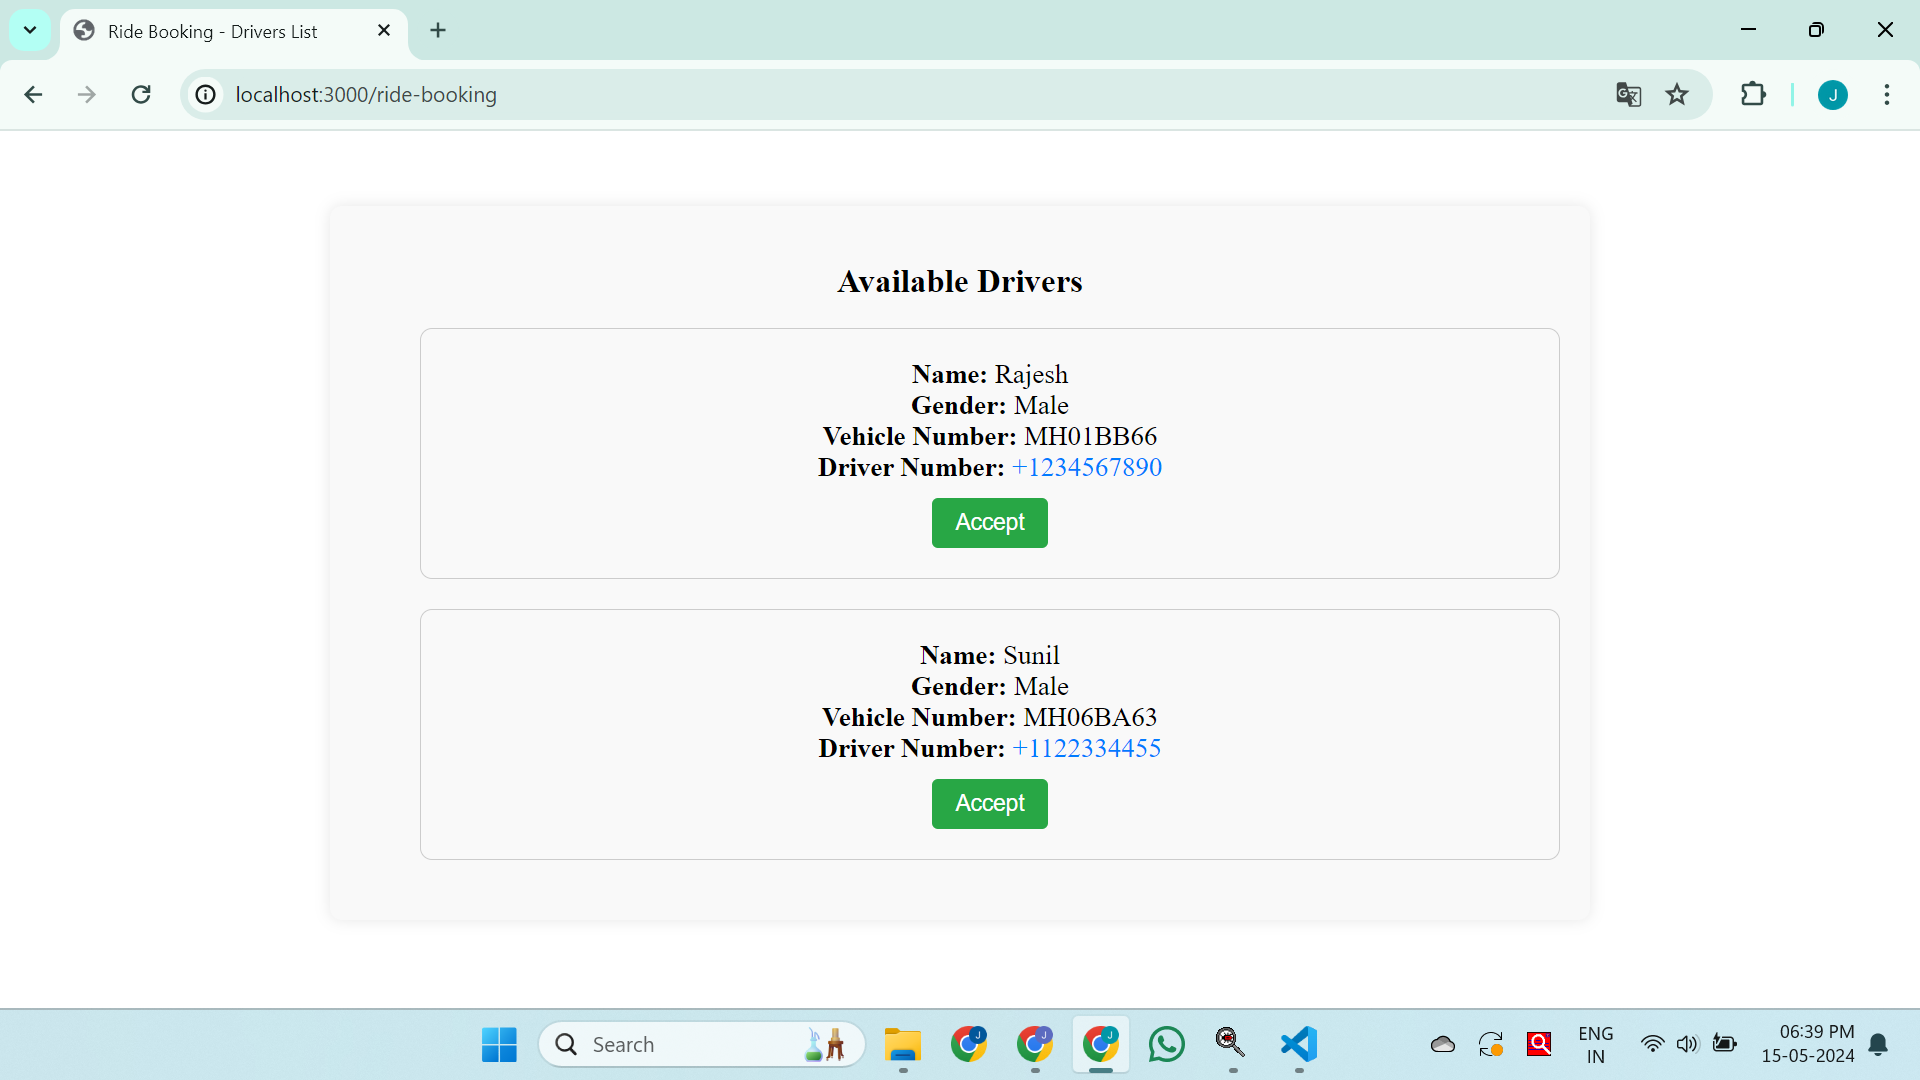 Ride Booking - Drivers List
localhost:3000/ride-booking
J
Available Drivers
Name: Rajesh
Gender: Male
Vehicle Number: MH01BB66
Driver Number: +1234567890
Accept
Name: Sunil
Gender: Male
Vehicle Number: MH06BA63
Driver Number: +1122334455
Accept
Search
J
J
J
ENG
IN
06:39 PM
15-05-2024